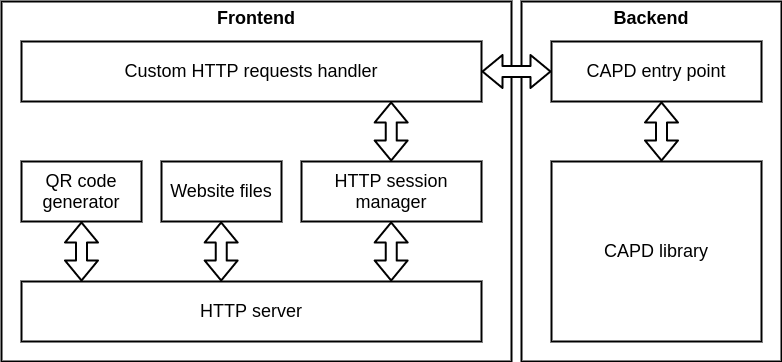 Frontend
Custom HTTP requests handler
QR code
generator
Website files
HTTP session
manager
HTTP server
Backend
CAPD entry point
CAPD library